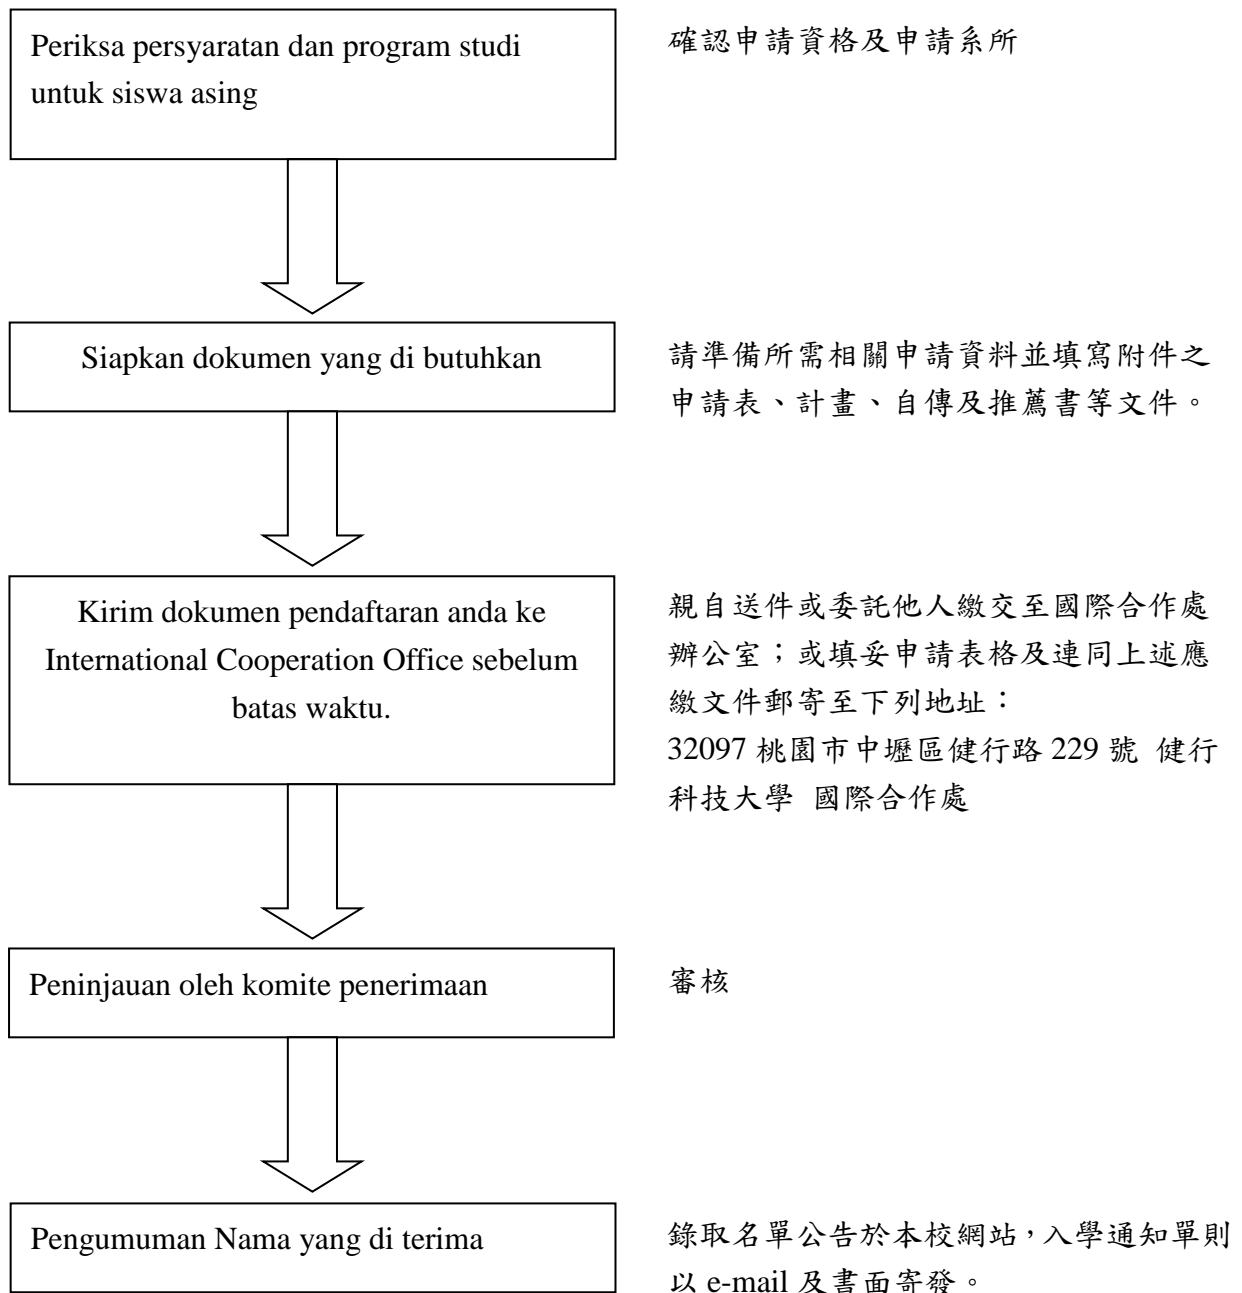 Periksa persyaratan dan program studi
untuk siswa asing
確認申請資格及申請系所
Siapkan dokumen yang di butuhkan
請準備所需相關申請資料並填寫附件之
申請表、計畫、自傳及推薦書等文件。
Kirim dokumen pendaftaran anda ke
International Cooperation Office sebelum
batas waktu.
親自送件或委託他人繳交至國際合作處
辦公室；或填妥申請表格及連同上述應
繳文件郵寄至下列地址：
32097 桃園市中壢區健行路 229 號 健行
科技大學 國際合作處
Peninjauan oleh komite penerimaan
審核
Pengumuman Nama yang di terima
錄取名單公告於本校網站，入學通知單則
以 e-mail 及書面寄發。